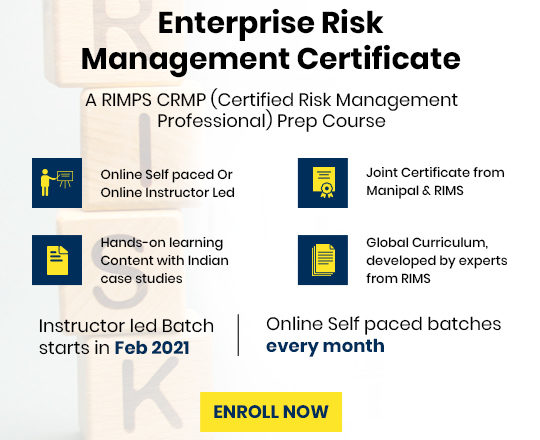 Enterprise Risk
Management Certificate
A RIMPS CRMP (Certified Risk Management
Professional) Prep Course
Online Self paced Or
Online Instructor Led
Joint Certificate from
Manipal & RIMS
Hands-on learning
Content with Indian
case studies
Global Curriculum,
developed by experts
from RIMS
Instructor led Batch
starts in Feb 2021
Online Self paced batches
every month
ENROLL NOW
R
I
S
K